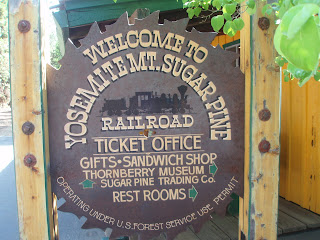 WELCOME TO
YOSEMITE MT. SUGAR PINE
RAILROAD
TICKET OFFICE
GIFTS · SANDWICH SHOP
THORNBERRY MUSEUM
SUGAR PINE TRADING Co.
REST ROOMS
OPERATING UNDER U.S. FOREST SERVICE USE PERMIT